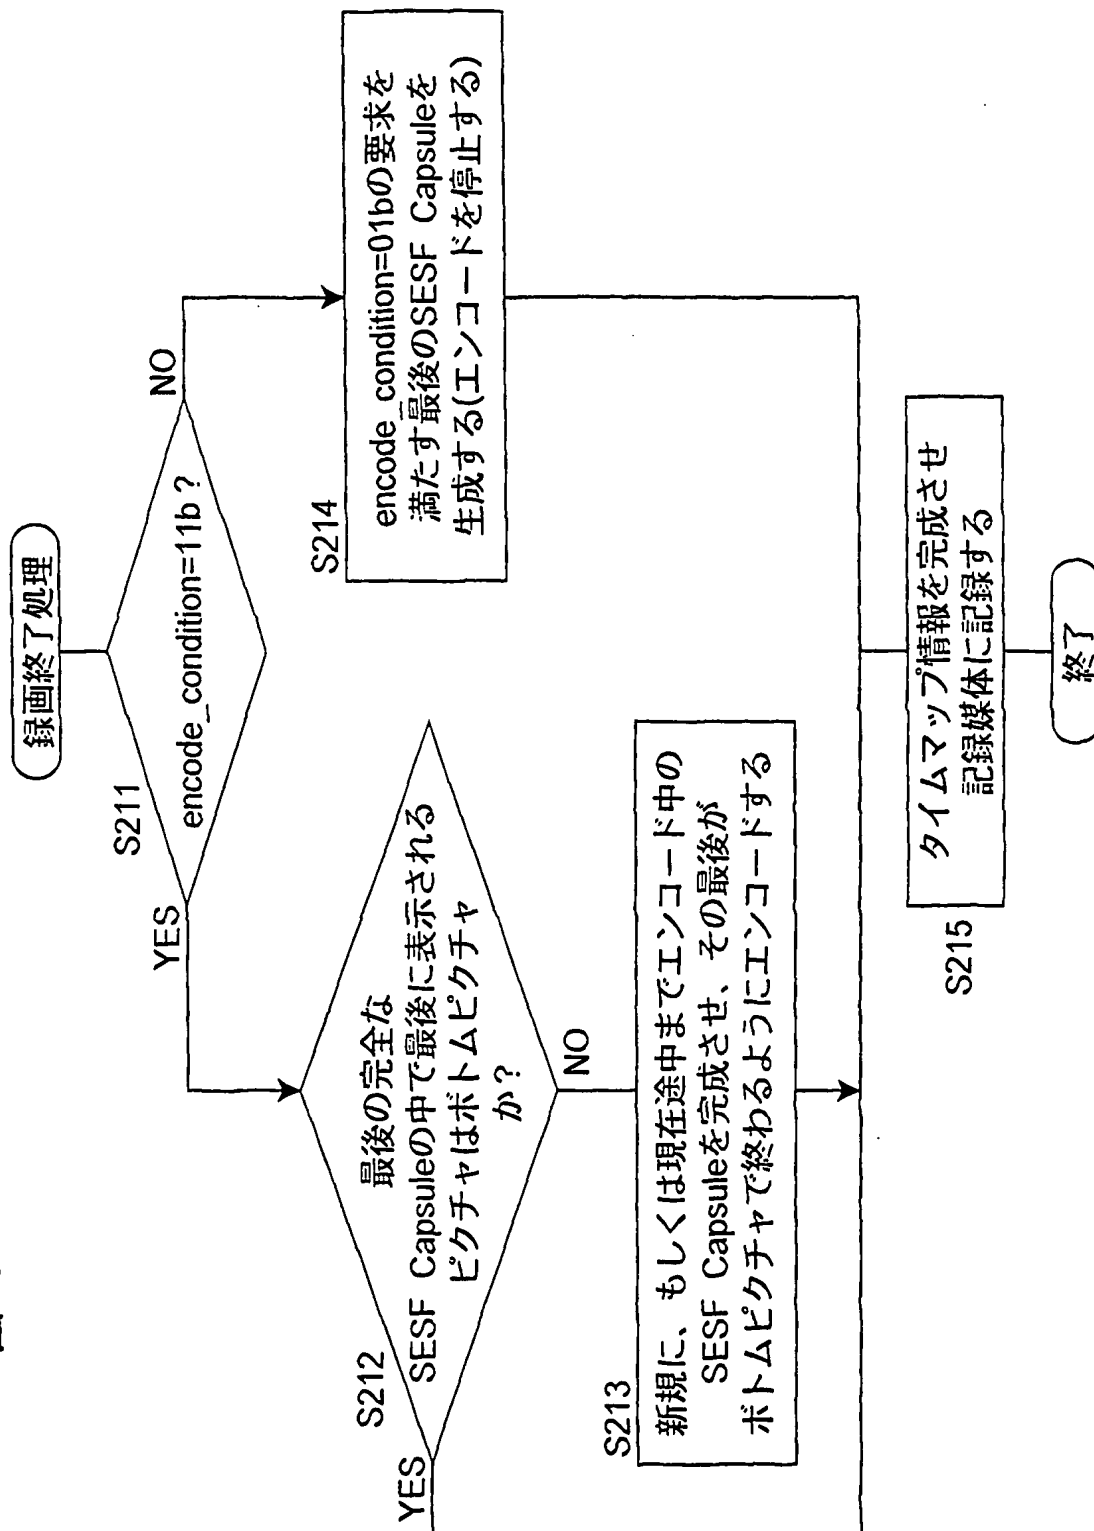 録画終了処理
S211
encode_condition=11b?
YES
NO
S212
最後の完全な
SESF Capsuleの中で最後に表示される
ピクチャはボトムピクチャ
か?
YES
NO
S213
新規に、もしくは現在途中までエンコード中の
SESF Capsuleを完成させ、その最後が
ボトムピクチャで終わるようにエンコードする
S214
encode_condition=01bの要求を
満たす最後のSESF Capsuleを
生成する(エンコードを停止する)
S215
タイムマップ情報を完成させ
記録媒体に記録する
終了